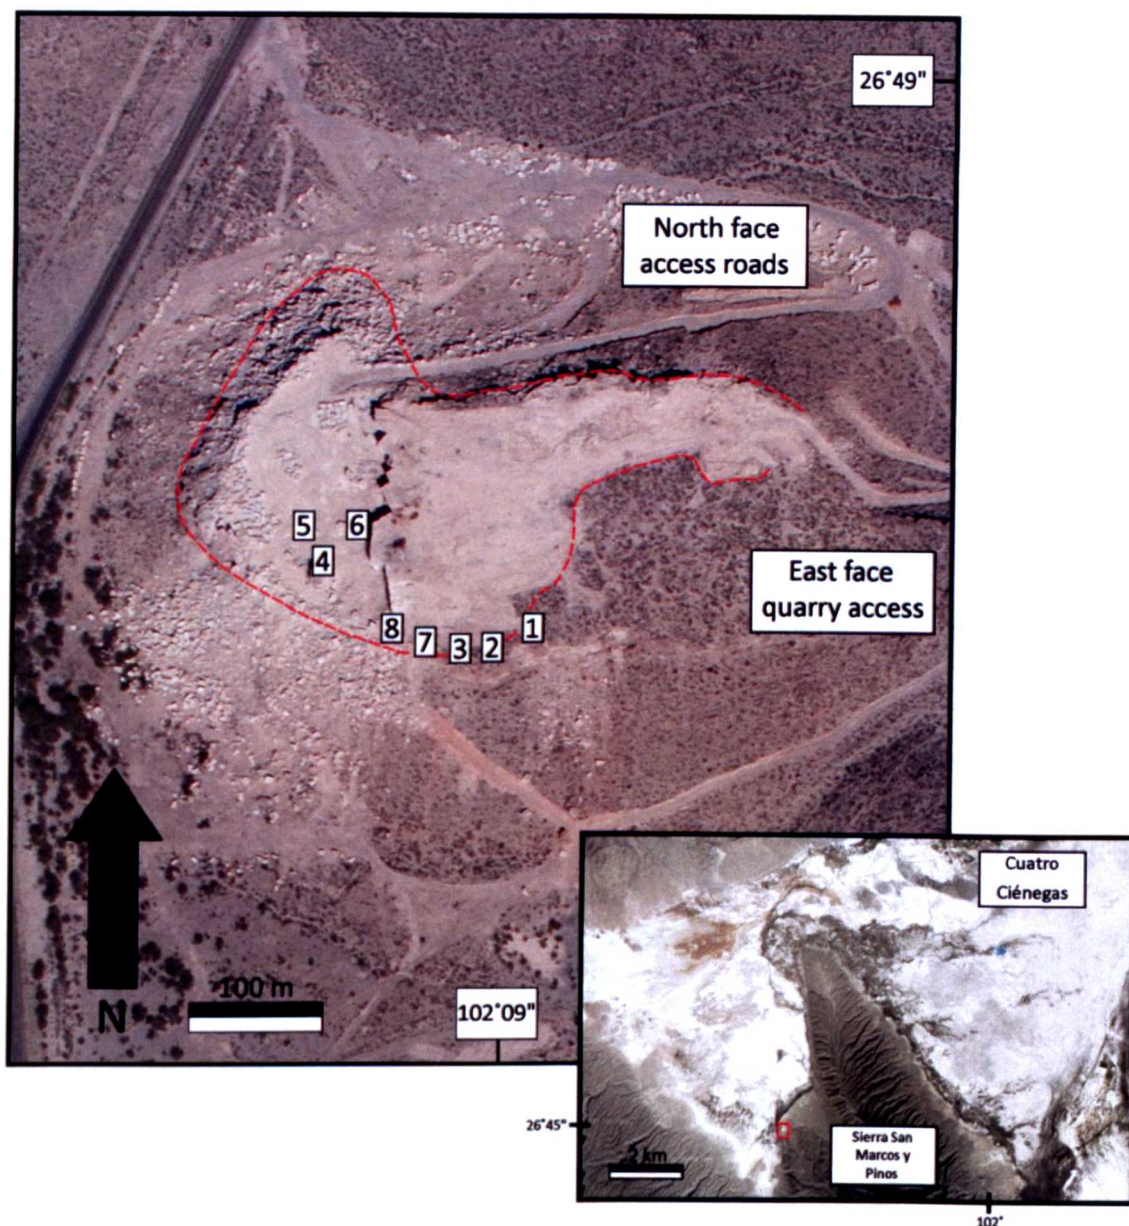 26°49"
North face
access roads
5
6
4
East face
quarry access
8
7
3
2
1
N
100 m
102°09"
Cuatro
Ciénegas
26°45"
2 km
Sierra San
Marcos y
Pinos
102°